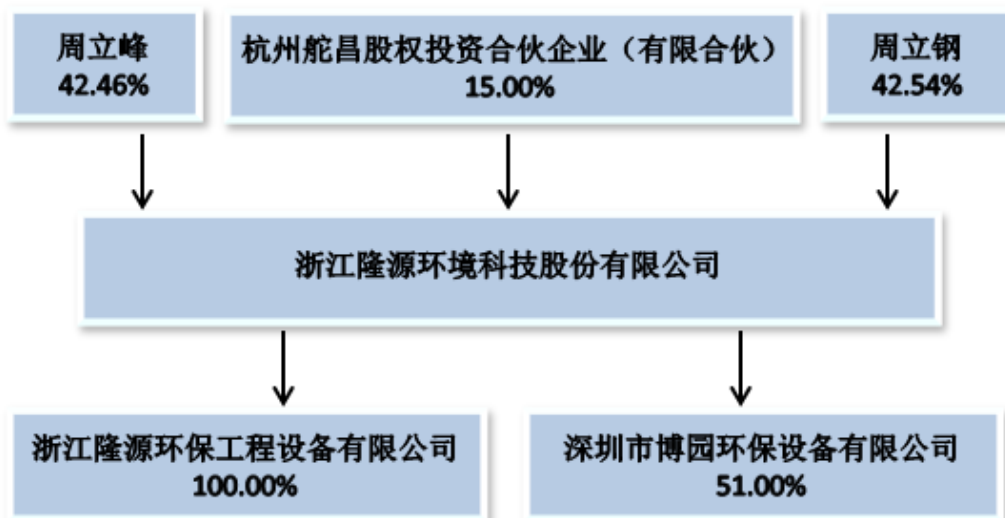 周立峰
42.46%
杭州舵昌股权投资合伙企业（有限合伙）
15.00%
周立钢
42.54%
浙江隆源环境科技股份有限公司
浙江隆源环保工程设备有限公司
100.00%
深圳市博园环保设备有限公司
51.00%